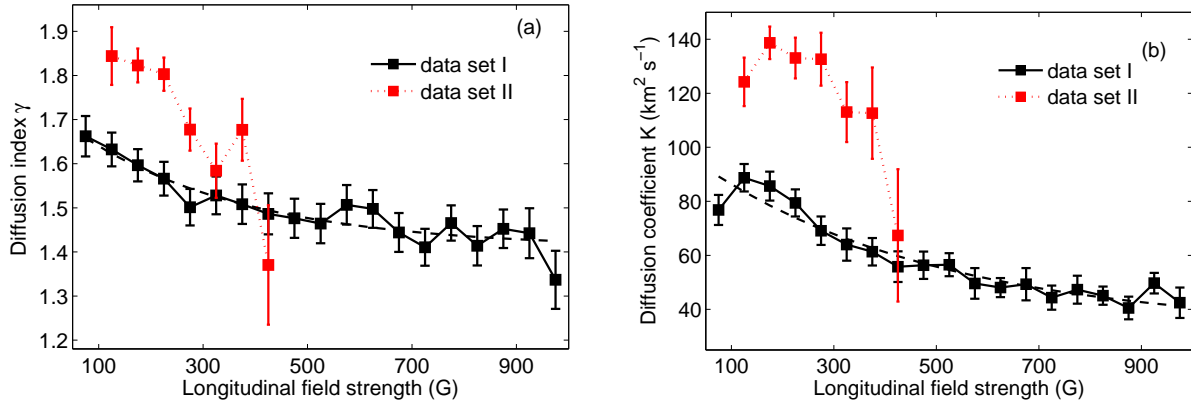 (a)
data set I
data set II
Diffusion index γ
1.9
1.8
1.7
1.6
1.5
1.4
1.3
1.2
100 300 500 700 900
Longitudinal field strength (G)
(b)
data set I
data set II
Diffusion coefficient K (km² s⁻¹)
140
120
100
80
60
40
100 300 500 700 900
Longitudinal field strength (G)